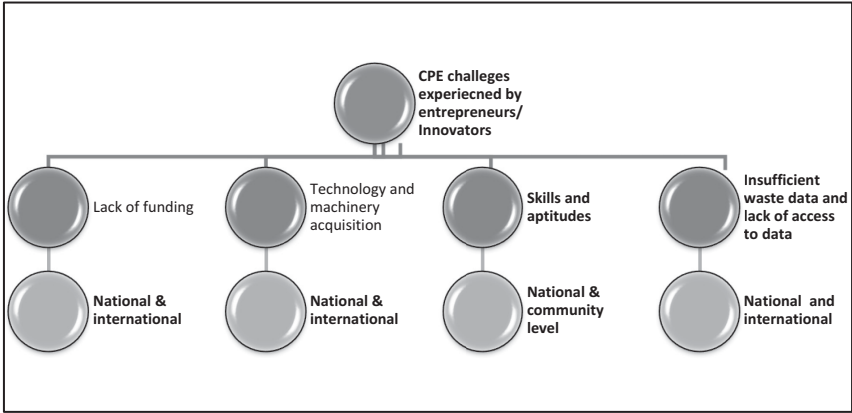 CPE challeges
experiecned by
entrepreneurs/
Innovators
Lack of funding
Technology and
machinery
acquisition
Skills and
aptitudes
Insufficient
waste data and
lack of access
to data
National &
international
National &
international
National &
community
level
National and
international